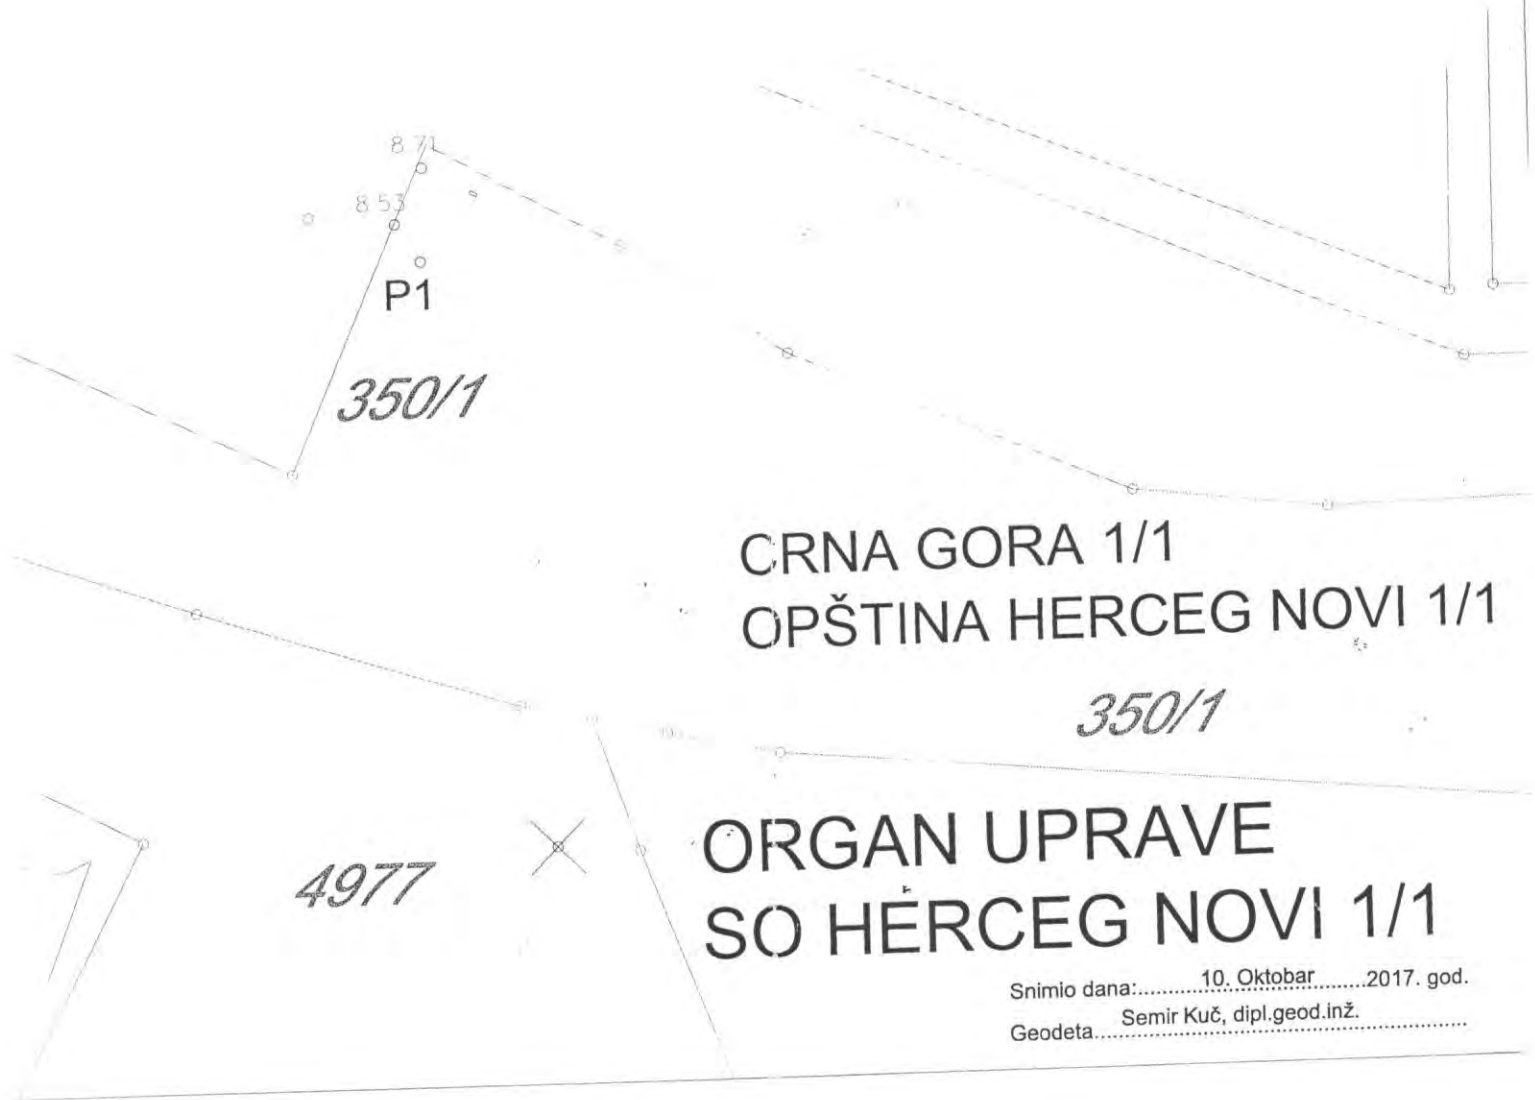 8 71
8 53
P1
350/1
CRNA GORA 1/1
OPŠTINA HERCEG NOVI 1/1
350/1
4977
ORGAN UPRAVE
SO HERCEG NOVI 1/1
Snimio dana:..........10. Oktobar........2017. god.
Geodeta....Semir Kuč, dipl.geod.inž.................